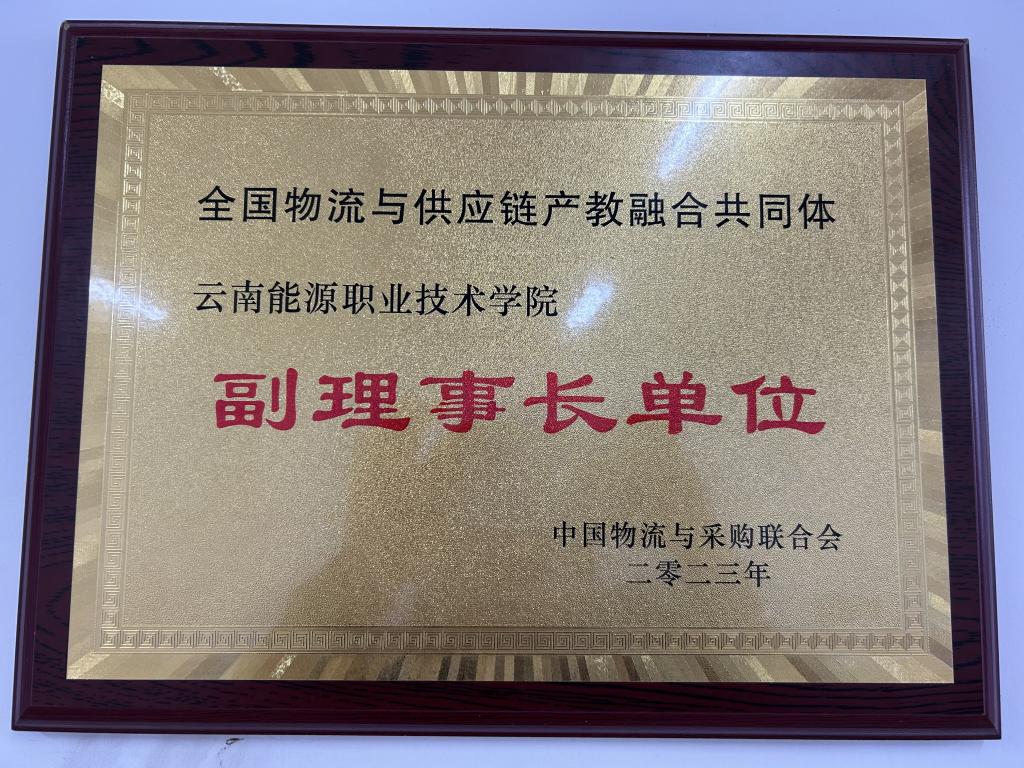 全国物流与供应链产教融合共同体
云南能源职业技术学院
副理事长单位
中国物流与采购联合会
二零二三年